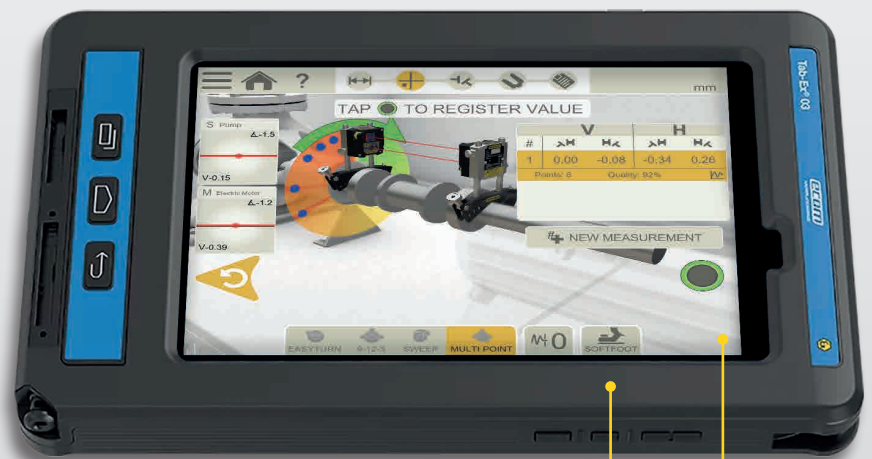 ?
mm
TAP TO REGISTER VALUE
S Pump
∡-1.5
V-0.15
M Electric Motor
∡-1.2
V-0.39
V H
#
1 0.00 -0.08 -0.34 0.26
Points: 6 Quality: 92%
NEW MEASUREMENT
EASYTURN 9-12-3 SWEEP MULTI POINT
0
SOFTFOOT
Tab-Ex® 03
ecom